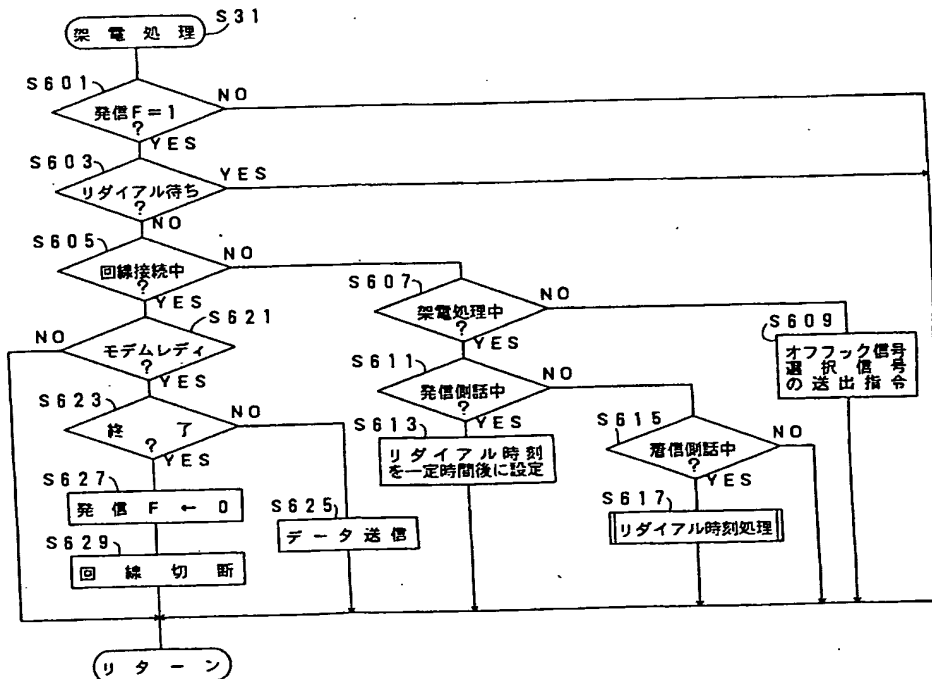 架電処理
S31
S601
発信F=1
?
NO
YES
S603
リダイアル待ち
?
YES
NO
S605
回線接続中
?
NO
YES
S607
架電処理中
?
NO
YES
S609
オフフック信号
選択信号
の送出指令
S621
NO
モデムレディ
?
YES
S611
発信側話中
?
NO
YES
S613
リダイアル時刻
を一定時間後に設定
S615
着信側話中
?
NO
YES
S617
リダイアル時刻処理
S623
終了
?
NO
YES
S625
データ送信
S627
発信F←0
S629
回線切断
リターン